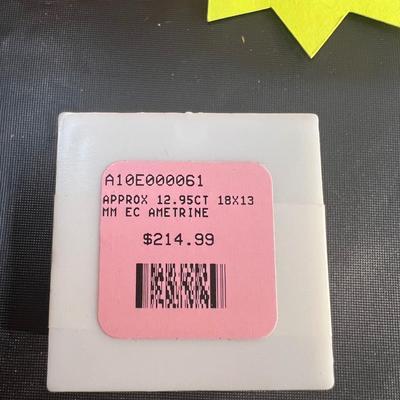 A10E000061
APPROX 12.95CT 18X13
MM EC AMETRINE
$214.99